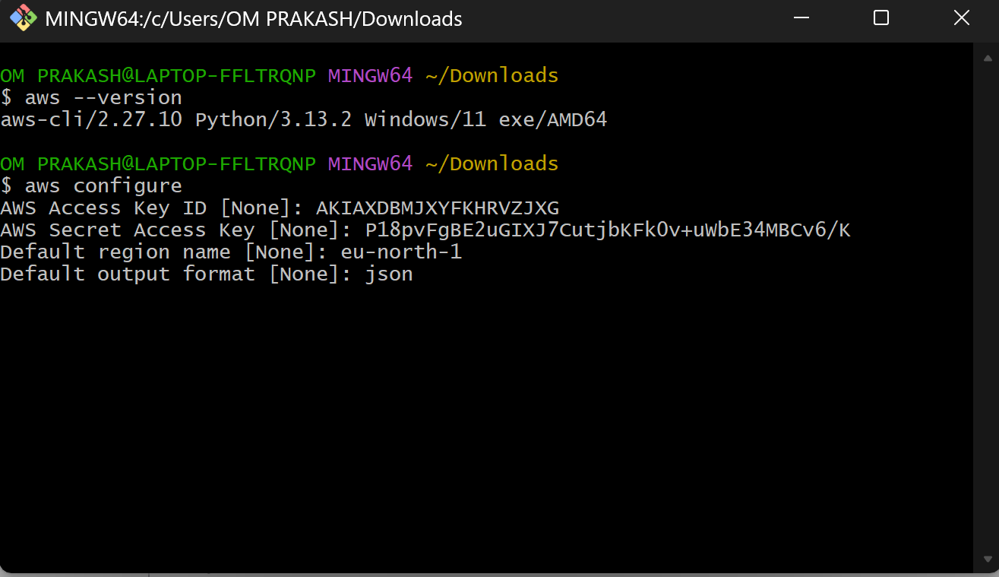 MINGW64:/c/Users/OM PRAKASH/Downloads
OM PRAKASH@LAPTOP-FFLTRQNP MINGW64 ~/Downloads
$ aws --version
aws-cli/2.27.10 Python/3.13.2 Windows/11 exe/AMD64
OM PRAKASH@LAPTOP-FFLTRQNP MINGW64 ~/Downloads
$ aws configure
AWS Access Key ID [None]: AKIAXDBMJXYFKHRVZJXG
AWS Secret Access Key [None]: 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
Default region name [None]: eu-north-1
Default output format [None]: json